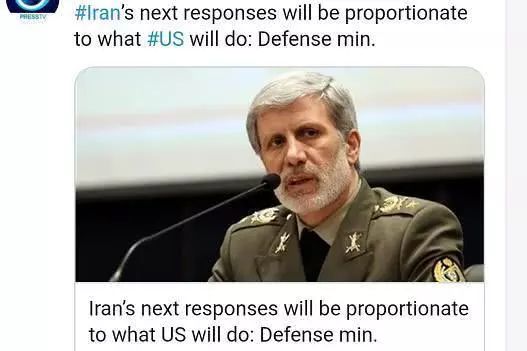 PRESSTV
#Iran's next responses will be proportionate
to what #US will do: Defense min.
Iran's next responses will be proportionate
to what US will do: Defense min.